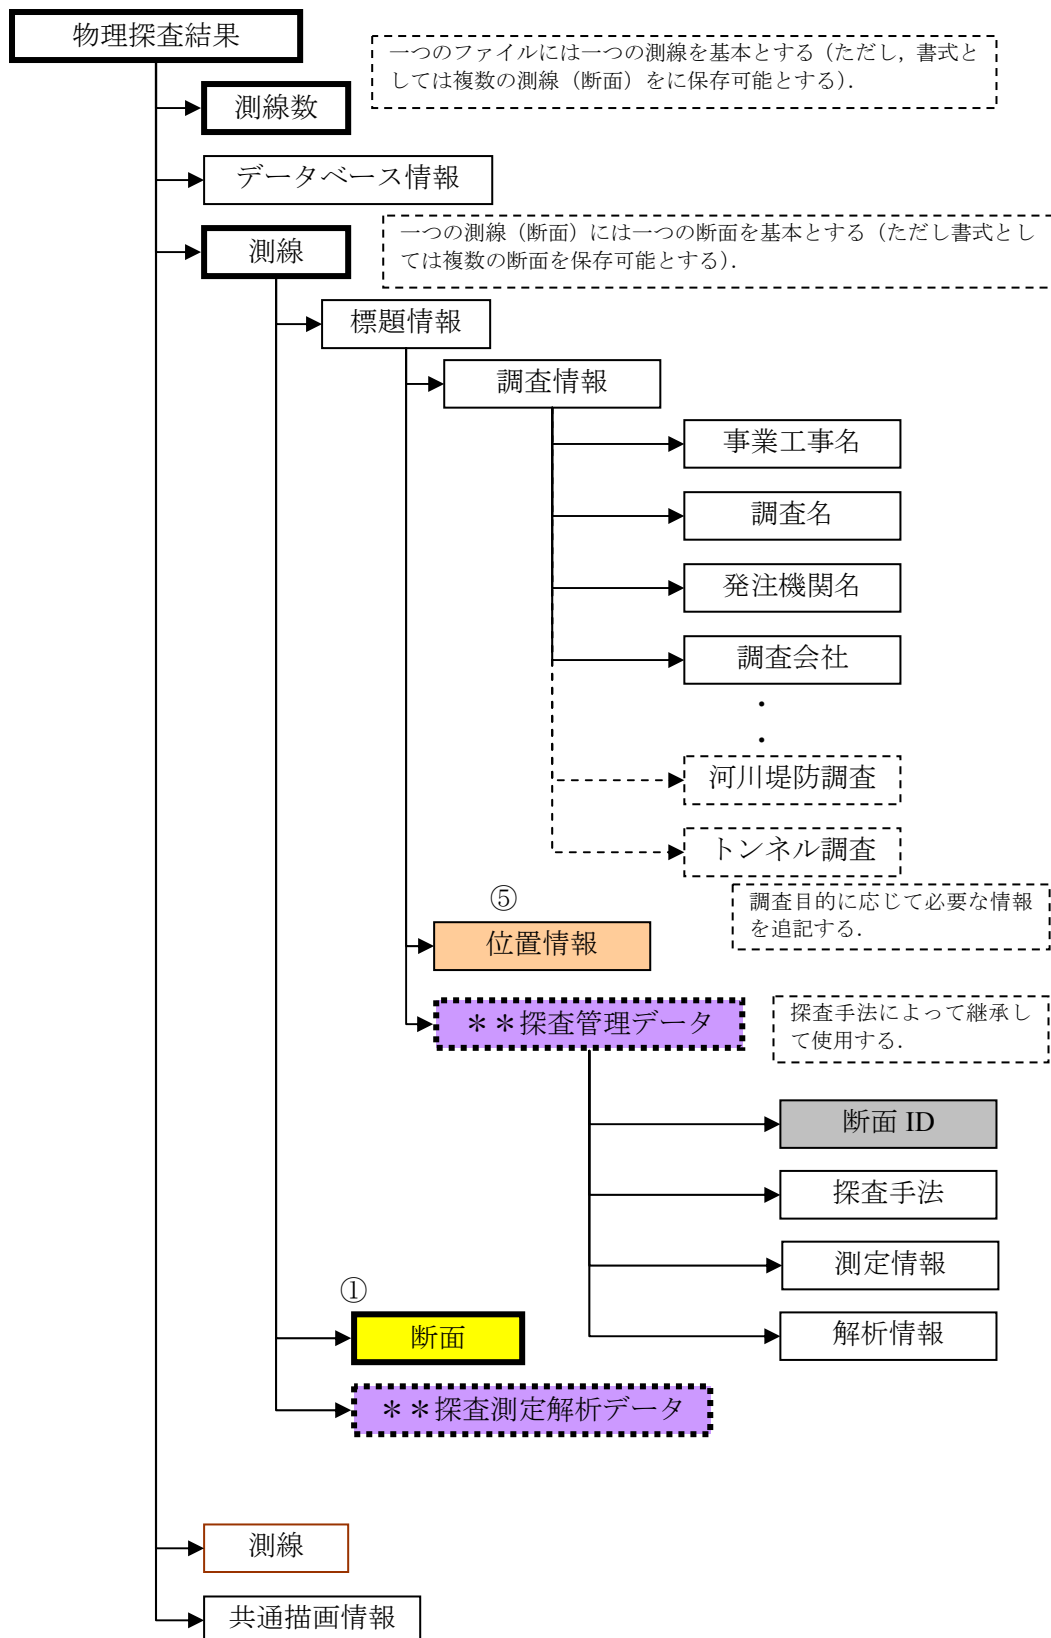 物理探査結果
一つのファイルには一つの測線を基本とする（ただし，書式と
しては複数の測線（断面）をに保存可能とする）．
測線数
データベース情報
一つの測線（断面）には一つの断面を基本とする（ただし書式とし
ては複数の断面を保存可能とする）．
測線
標題情報
調査情報
事業工事名
調査名
発注機関名
調査会社
・
・
河川堤防調査
トンネル調査
調査目的に応じて必要な情報
を追記する．
⑤
位置情報
＊＊探査管理データ
探査手法によって継承し
て使用する．
断面 ID
探査手法
測定情報
解析情報
①
断面
＊＊探査測定解析データ
測線
共通描画情報